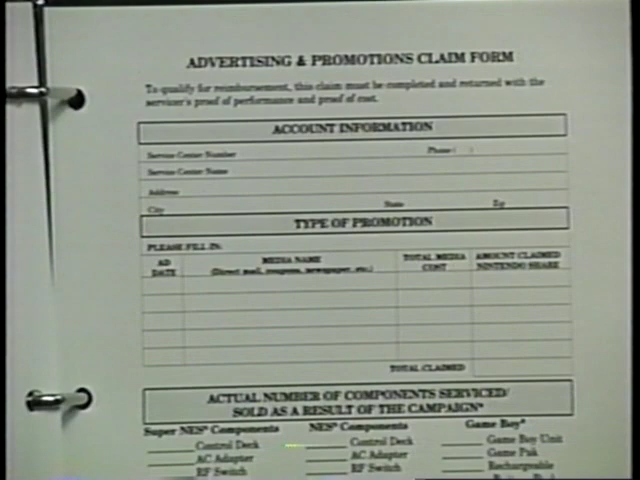 ADVERTISING & PROMOTIONS CLAIM FORM
To qualify for reimbursement, this claim must be completed and returned with the
servicer's proof of performance and proof of cost.
ACCOUNT INFORMATION
Service Center Number Phone ( )
Service Center Name
Address
City State Zip
TYPE OF PROMOTION
PLEASE FILL IN:
AD DATE MEDIA NAME (Direct mail, coupons, newspaper, etc.) TOTAL MEDIA COST AMOUNT CLAIMED NINTENDO SHARE
TOTAL CLAIMED
ACTUAL NUMBER OF COMPONENTS SERVICED/
SOLD AS A RESULT OF THE CAMPAIGN*
Super NES® Components NES® Components Game Boy®
Control Deck Control Deck Game Boy Unit
AC Adapter AC Adapter Game Pak
RF Switch RF Switch Rechargeable